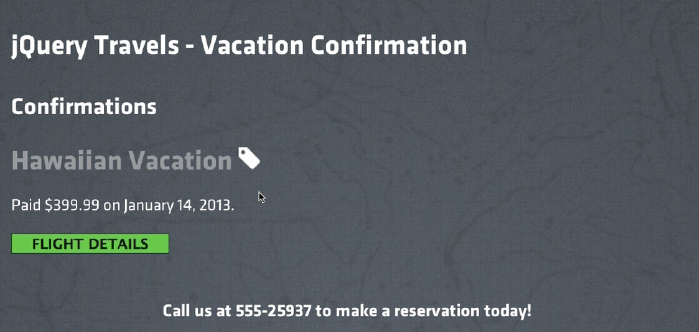 jQuery Travels - Vacation Confirmation
Confirmations
Hawaiian Vacation
Paid $399.99 on January 14, 2013.
FLIGHT DETAILS
Call us at 555-25937 to make a reservation today!